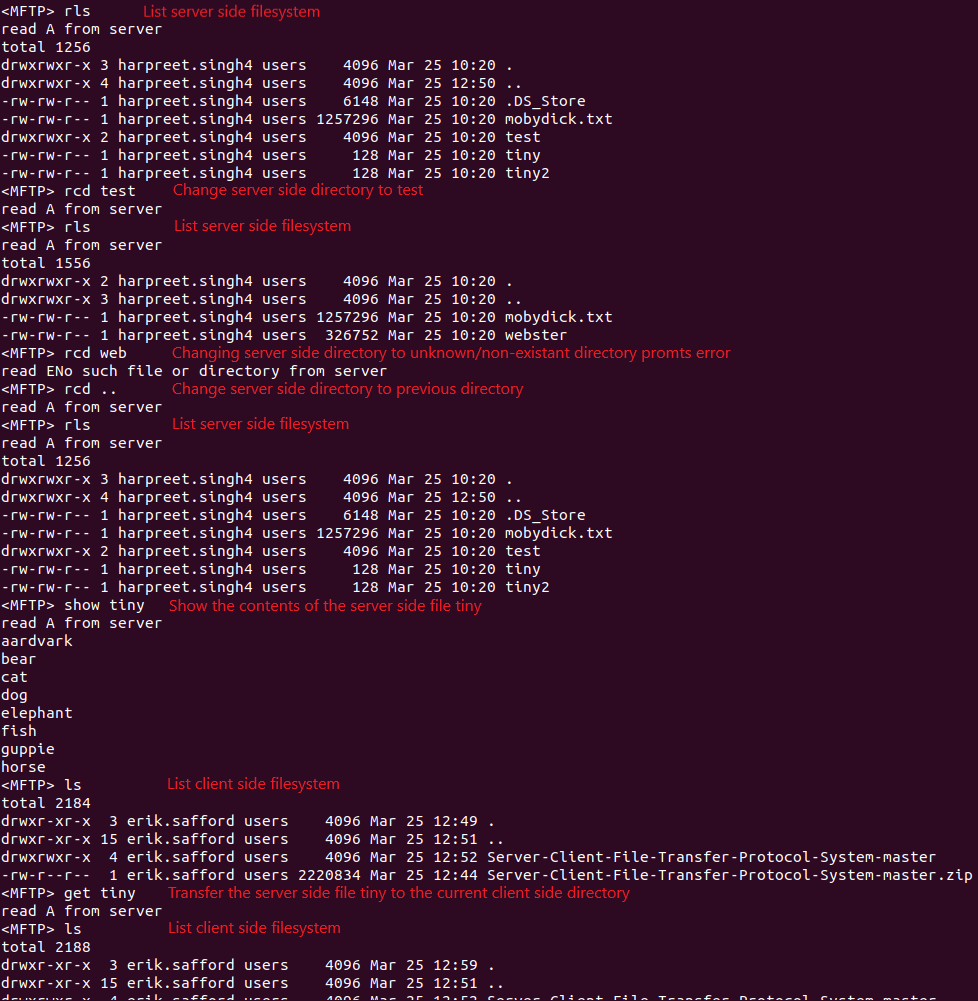 <MFTP> rls List server side filesystem
read A from server
total 1256
drwxrwxr-x 3 harpreet.singh4 users    4096 Mar 25 10:20 .
drwxrwxr-x 4 harpreet.singh4 users    4096 Mar 25 12:50 ..
-rw-rw-r-- 1 harpreet.singh4 users    6148 Mar 25 10:20 .DS_Store
-rw-rw-r-- 1 harpreet.singh4 users 1257296 Mar 25 10:20 mobydick.txt
drwxrwxr-x 2 harpreet.singh4 users    4096 Mar 25 10:20 test
-rw-rw-r-- 1 harpreet.singh4 users     128 Mar 25 10:20 tiny
-rw-rw-r-- 1 harpreet.singh4 users     128 Mar 25 10:20 tiny2
<MFTP> rcd test Change server side directory to test
read A from server
<MFTP> rls List server side filesystem
read A from server
total 1556
drwxrwxr-x 2 harpreet.singh4 users    4096 Mar 25 10:20 .
drwxrwxr-x 3 harpreet.singh4 users    4096 Mar 25 10:20 ..
-rw-rw-r-- 1 harpreet.singh4 users 1257296 Mar 25 10:20 mobydick.txt
-rw-rw-r-- 1 harpreet.singh4 users  326752 Mar 25 10:20 webster
<MFTP> rcd web Changing server side directory to unknown/non-existant directory promts error
read ENo such file or directory from server
<MFTP> rcd .. Change server side directory to previous directory
read A from server
<MFTP> rls List server side filesystem
read A from server
total 1256
drwxrwxr-x 3 harpreet.singh4 users    4096 Mar 25 10:20 .
drwxrwxr-x 4 harpreet.singh4 users    4096 Mar 25 12:50 ..
-rw-rw-r-- 1 harpreet.singh4 users    6148 Mar 25 10:20 .DS_Store
-rw-rw-r-- 1 harpreet.singh4 users 1257296 Mar 25 10:20 mobydick.txt
drwxrwxr-x 2 harpreet.singh4 users    4096 Mar 25 10:20 test
-rw-rw-r-- 1 harpreet.singh4 users     128 Mar 25 10:20 tiny
-rw-rw-r-- 1 harpreet.singh4 users     128 Mar 25 10:20 tiny2
<MFTP> show tiny Show the contents of the server side file tiny
read A from server
aardvark
bear
cat
dog
elephant
fish
guppie
horse
<MFTP> ls List client side filesystem
total 2184
drwxr-xr-x  3 erik.safford users    4096 Mar 25 12:49 .
drwxr-xr-x 15 erik.safford users    4096 Mar 25 12:51 ..
drwxrwxr-x  4 erik.safford users    4096 Mar 25 12:52 Server-Client-File-Transfer-Protocol-System-master
-rw-r--r--  1 erik.safford users 2220834 Mar 25 12:44 Server-Client-File-Transfer-Protocol-System-master.zip
<MFTP> get tiny Transfer the server side file tiny to the current client side directory
read A from server
<MFTP> ls List client side filesystem
total 2188
drwxr-xr-x  3 erik.safford users    4096 Mar 25 12:59 .
drwxr-xr-x 15 erik.safford users    4096 Mar 25 12:51 ..